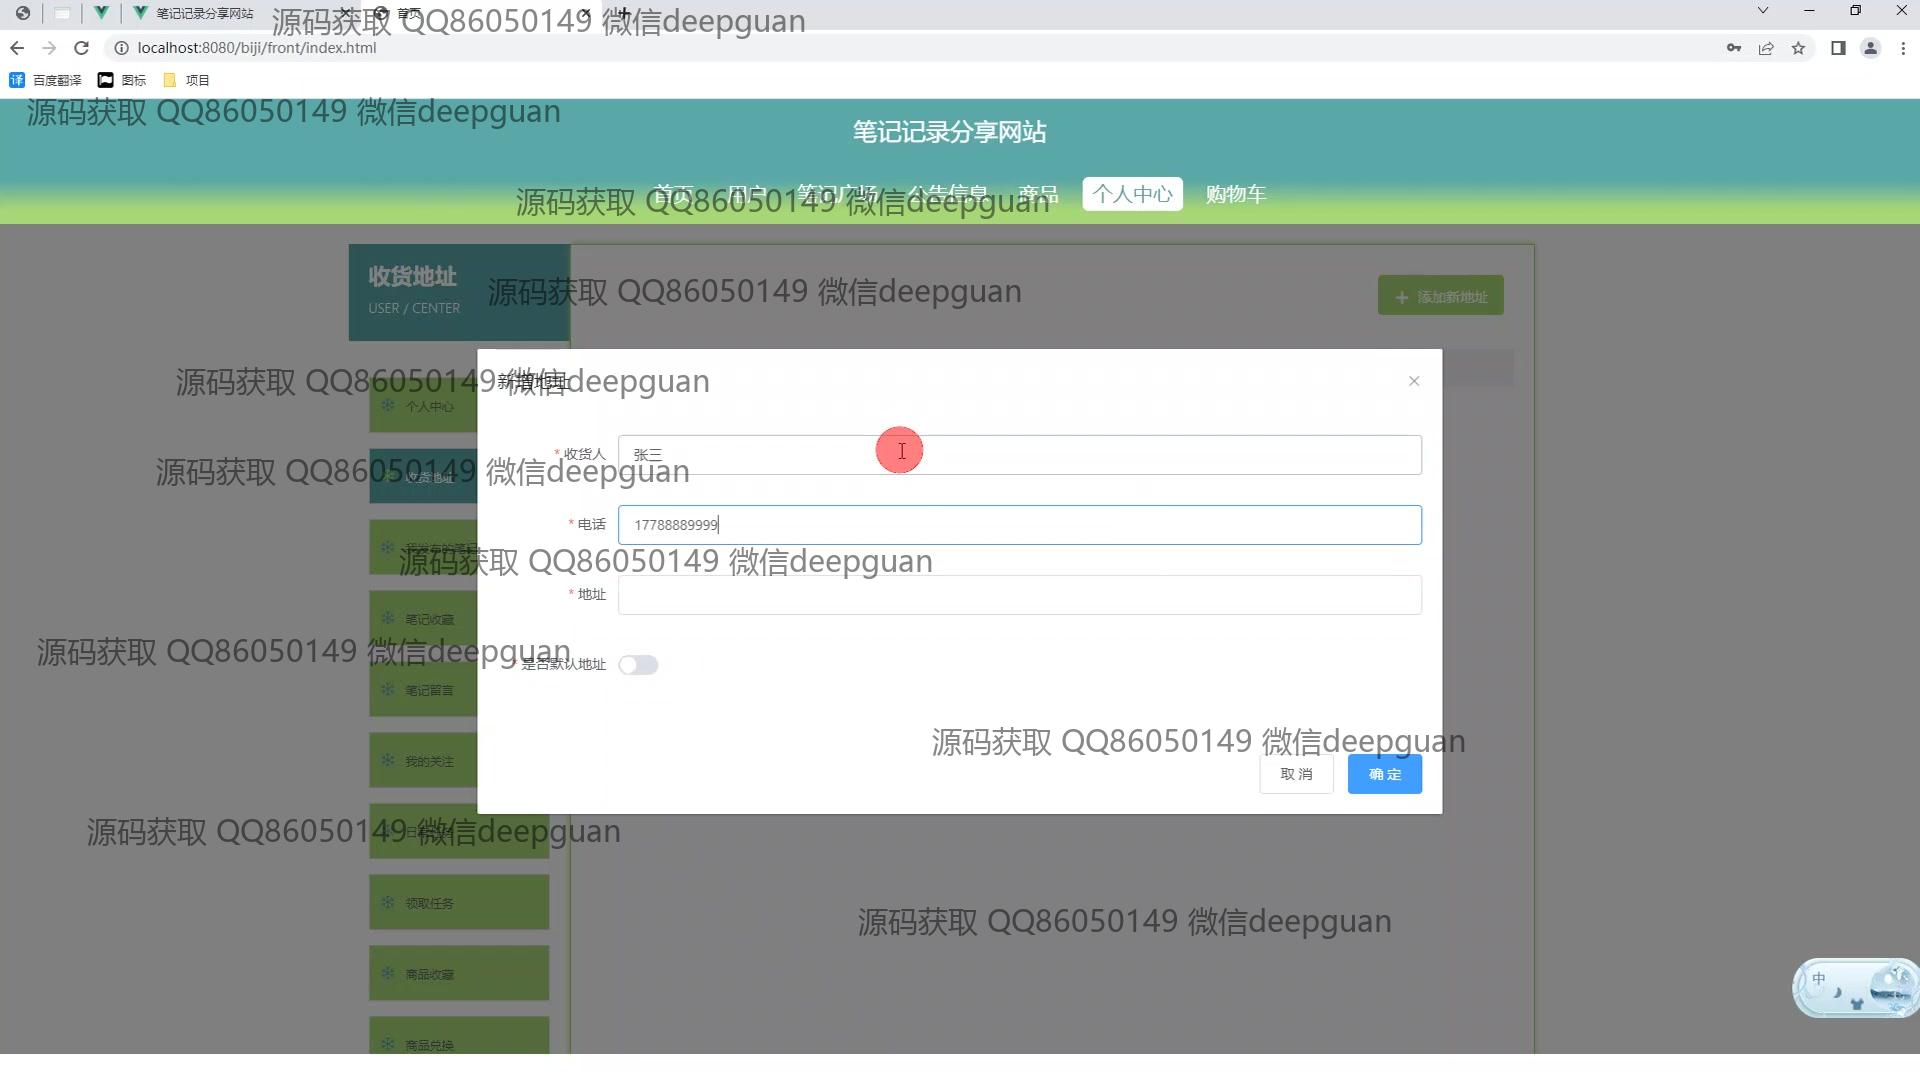 笔记记录分享网站
首页
源码获取 QQ86050149 微信deepguan
localhost:8080/biji/front/index.html
百度翻译 图标 项目
源码获取 QQ86050149 微信deepguan
笔记记录分享网站
首页 用户 笔记广场 公告信息 商品 个人中心 购物车
源码获取 QQ86050149 微信deepguan
收货地址
USER / CENTER
源码获取 QQ86050149 微信deepguan
添加新地址
新增地址
源码获取 QQ86050149 微信deepguan
个人中心
* 收货人 张三
源码获取 QQ86050149 微信deepguan
收货地址
* 电话 17788889999
我发布的笔记
源码获取 QQ86050149 微信deepguan
* 地址
笔记收藏
源码获取 QQ86050149 微信deepguan
* 是否默认地址
笔记留言
源码获取 QQ86050149 微信deepguan
我的关注
取消 确定
源码获取 QQ86050149 微信deepguan
领取任务
源码获取 QQ86050149 微信deepguan
商品收藏
中
商品兑换